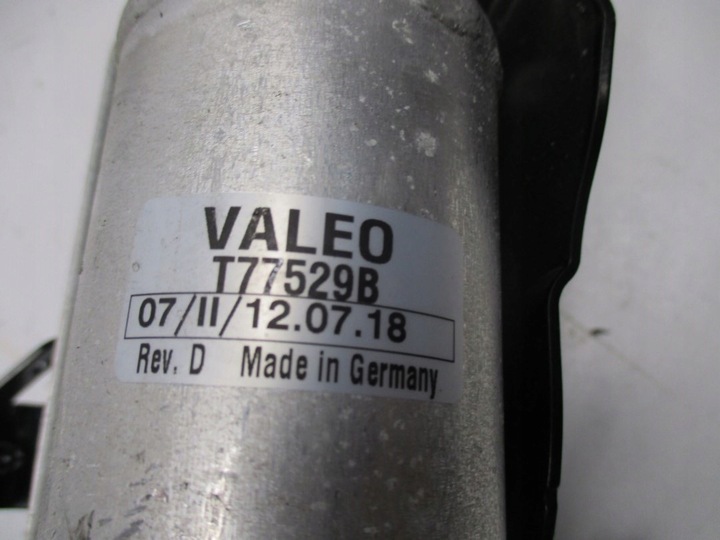 VALEO
T77529B
07/II/12.07.18
Rev. D Made in Germany